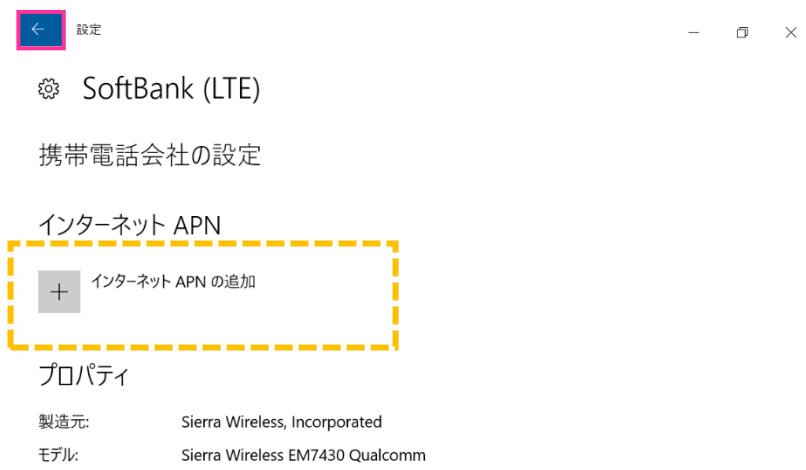 設定
SoftBank (LTE)
携帯電話会社の設定
インターネット APN
インターネット APN の追加
プロパティ
製造元: Sierra Wireless, Incorporated
モデル: Sierra Wireless EM7430 Qualcomm